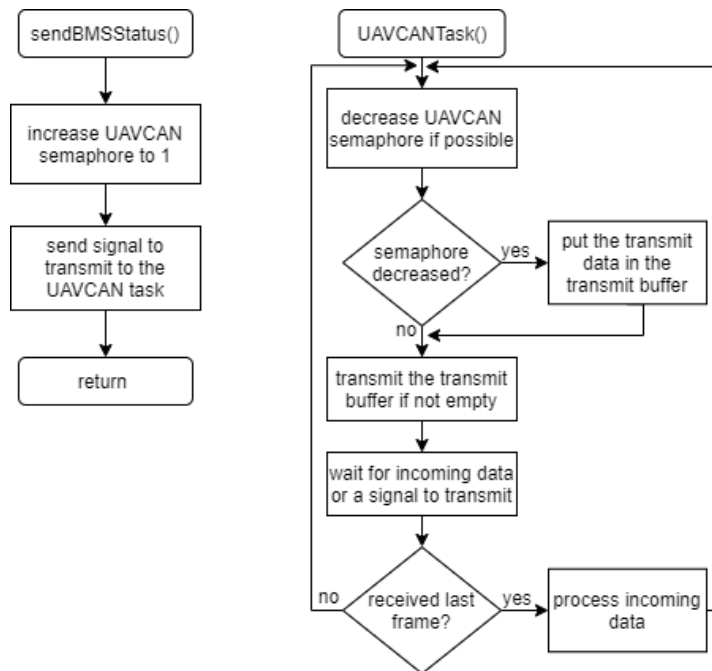 sendBMSStatus()
increase UAVCAN
semaphore to 1
send signal to
transmit to the
UAVCAN task
return
UAVCANTask()
decrease UAVCAN
semaphore if possible
semaphore
decreased?
yes
put the transmit
data in the
transmit buffer
no
transmit the transmit
buffer if not empty
wait for incoming data
or a signal to transmit
received last
frame?
no
yes
process incoming
data